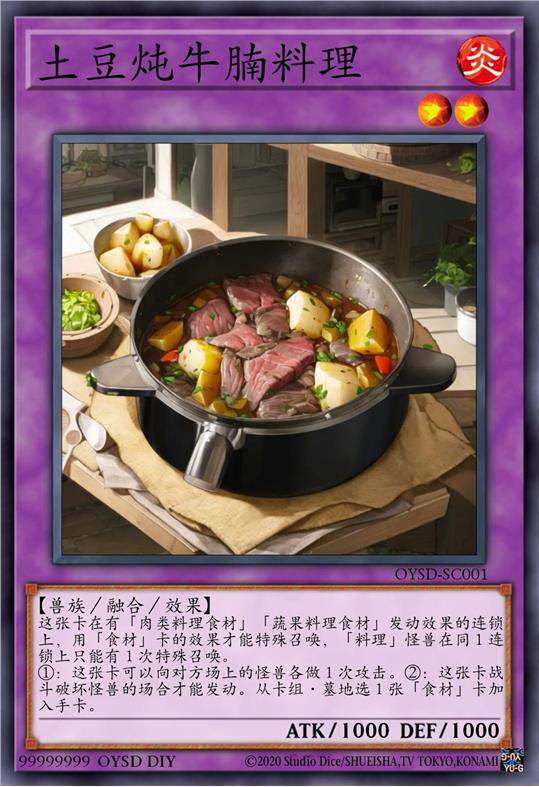 土豆炖牛腩料理
炎
OYSD-SC001
【兽族／融合／效果】
这张卡在有「肉类料理食材」「蔬果料理食材」发动效果的连锁
上，用「食材」卡的效果才能特殊召唤，「料理」怪兽在同1连
锁上只能有1次特殊召唤。
①：这张卡可以向对方场上的怪兽各做1次攻击。②：这张卡战
斗破坏怪兽的场合才能发动。从卡组·墓地选1张「食材」卡加
入手卡。
ATK/1000 DEF/1000
99999999 OYSD DIY ©2020 Studio Dice/SHUEISHA,TV TOKYO,KONAMI